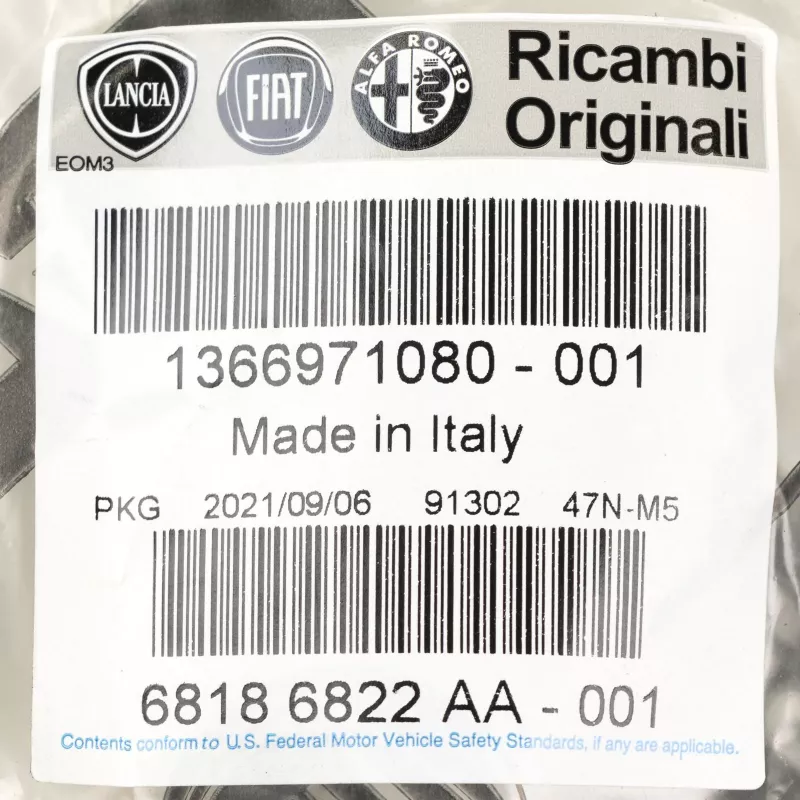 LANCIA
FIAT
ALFA ROMEO
Ricambi
Originali
EOM3
1366971080 - 001
Made in Italy
PKG 2021/09/06 91302 47N-M5
6818 6822 AA - 001
Contents conform to U.S. Federal Motor Vehicle Safety Standards, if any are applicable.